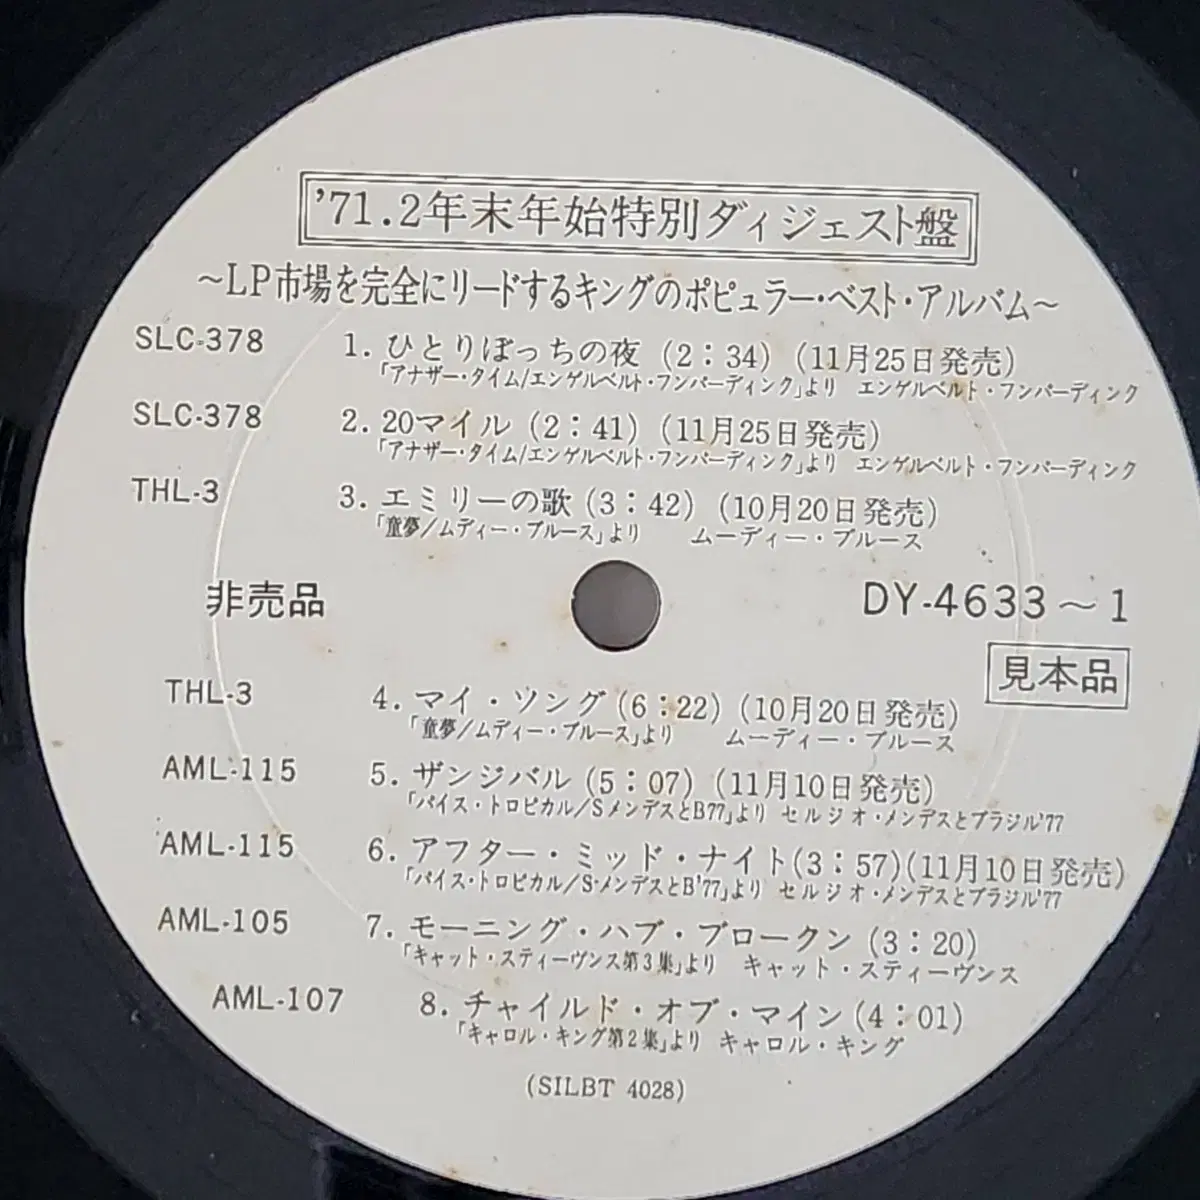 '71.2年末年始特別ダイジェスト盤
～LP市場を完全にリードするキングのポピュラー・ベスト・アルバム～
SLC-378 1. ひとりぼっちの夜 (2:34) (11月25日発売)
「アナザー・タイム/エンゲルベルト・フンパーディンク」より エンゲルベルト・フンパーディンク
SLC-378 2. 20マイル (2:41) (11月25日発売)
「アナザー・タイム/エンゲルベルト・フンパーディンク」より エンゲルベルト・フンパーディンク
THL-3 3. エミリーの歌 (3:42) (10月20日発売)
「童夢/ムディー・ブルース」より ムーディー・ブルース
非売品 DY-4633～1
見本品
THL-3 4. マイ・ソング (6:22) (10月20日発売)
「童夢/ムディー・ブルース」より ムーディー・ブルース
AML-115 5. ザンジバル (5:07) (11月10日発売)
「パイス・トロピカル/SメンデスとB77」より セルジオ・メンデスとブラジル'77
AML-115 6. アフター・ミッド・ナイト (3:57) (11月10日発売)
「パイス・トロピカル/S・メンデスとB'77」より セルジオ・メンデスとブラジル'77
AML-105 7. モーニング・ハブ・ブロークン (3:20)
「キャット・スティーヴンス第3集」より キャット・スティーヴンス
AML-107 8. チャイルド・オブ・マイン (4:01)
「キャロル・キング第2集」より キャロル・キング
(SILBT 4028)